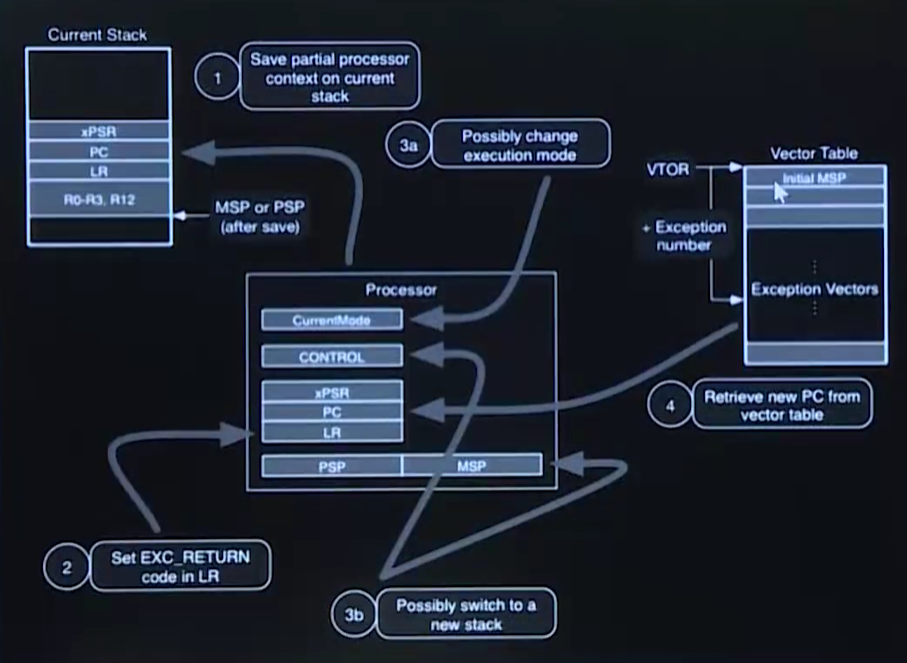 Current Stack
xPSR
PC
LR
R0-R3, R12
MSP or PSP
(after save)
1
Save partial processor
context on current
stack
3a
Possibly change
execution mode
VTOR
+ Exception
number
Vector Table
Initial MSP
Exception Vectors
Processor
CurrentMode
CONTROL
xPSR
PC
LR
PSP
MSP
4
Retrieve new PC from
vector table
2
Set EXC_RETURN
code in LR
3b
Possibly switch to a
new stack